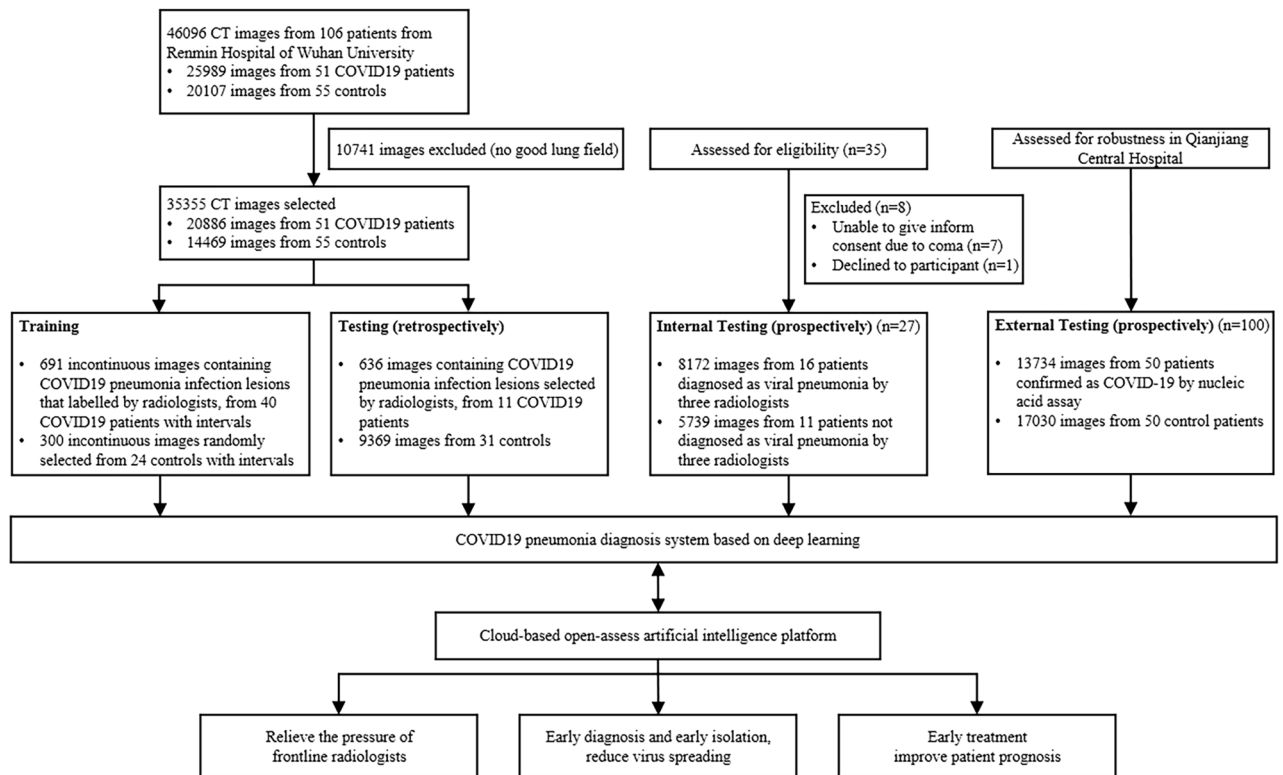 46096 CT images from 106 patients from
Renmin Hospital of Wuhan University
• 25989 images from 51 COVID19 patients
• 20107 images from 55 controls
10741 images excluded (no good lung field)
Assessed for eligibility (n=35)
Assessed for robustness in Qianjiang
Central Hospital
35355 CT images selected
• 20886 images from 51 COVID19 patients
• 14469 images from 55 controls
Excluded (n=8)
• Unable to give inform
consent due to coma (n=7)
• Declined to participant (n=1)
Training
• 691 incontinuous images containing
COVID19 pneumonia infection lesions
that labelled by radiologists, from 40
COVID19 patients with intervals
• 300 incontinuous images randomly
selected from 24 controls with intervals
Testing (retrospectively)
• 636 images containing COVID19
pneumonia infection lesions selected
by radiologists, from 11 COVID19
patients
• 9369 images from 31 controls
Internal Testing (prospectively) (n=27)
• 8172 images from 16 patients
diagnosed as viral pneumonia by
three radiologists
• 5739 images from 11 patients not
diagnosed as viral pneumonia by
three radiologists
External Testing (prospectively) (n=100)
• 13734 images from 50 patients
confirmed as COVID-19 by nucleic
acid assay
• 17030 images from 50 control patients
COVID19 pneumonia diagnosis system based on deep learning
Cloud-based open-assess artificial intelligence platform
Relieve the pressure of
frontline radiologists
Early diagnosis and early isolation,
reduce virus spreading
Early treatment
improve patient prognosis